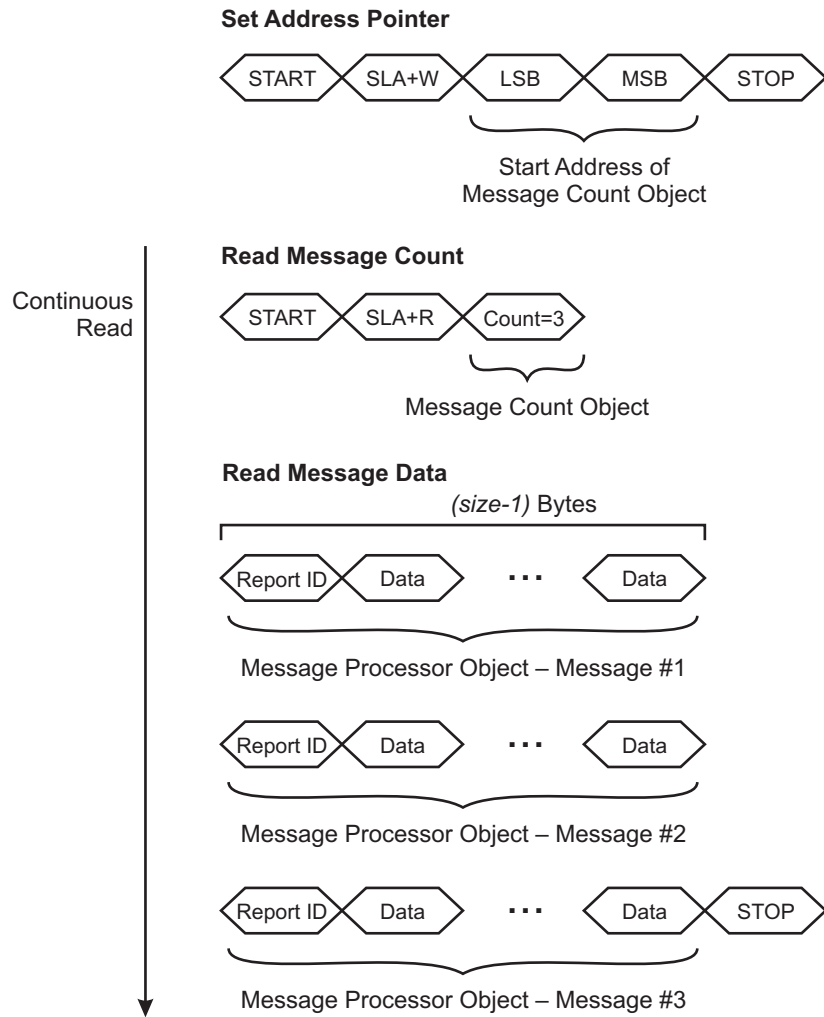 Set Address Pointer
START SLA+W LSB MSB STOP
Start Address of
Message Count Object
Read Message Count
Continuous
Read
START SLA+R Count=3
Message Count Object
Read Message Data
(size-1) Bytes
Report ID Data ... Data
Message Processor Object – Message #1
Report ID Data ... Data
Message Processor Object – Message #2
Report ID Data ... Data STOP
Message Processor Object – Message #3